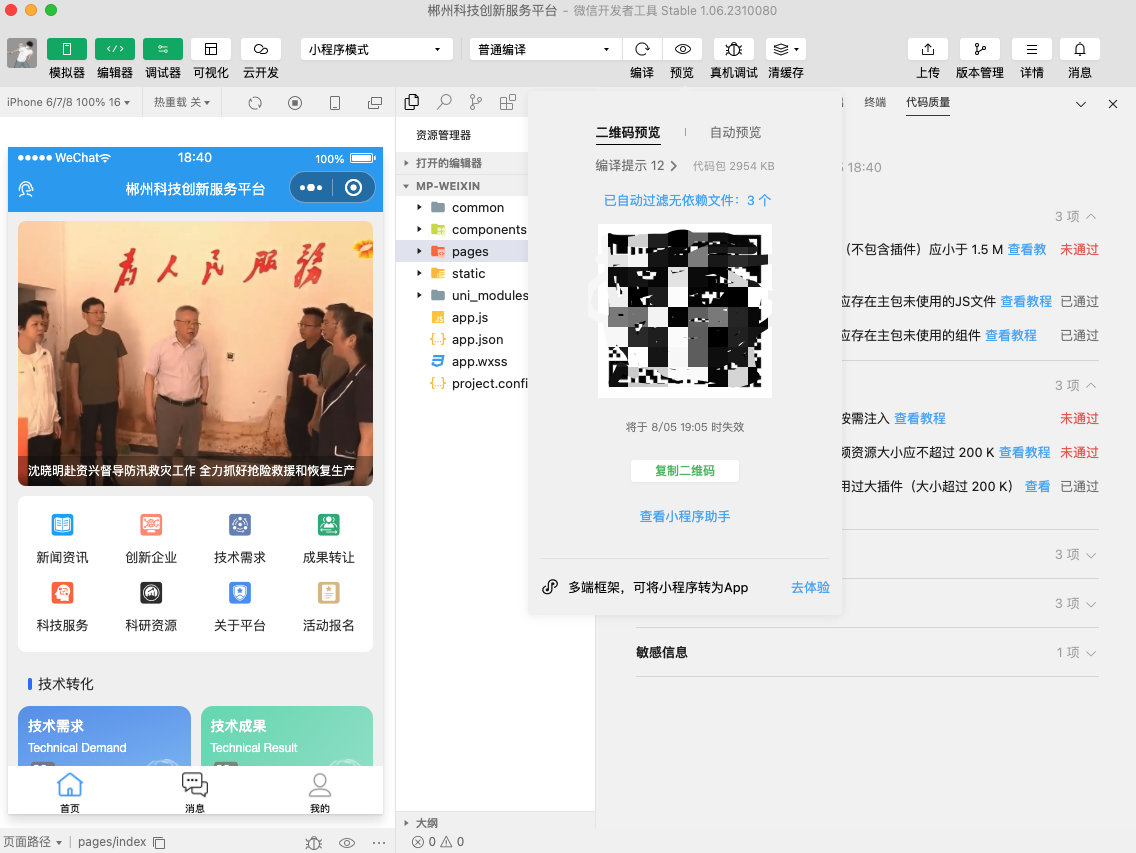 郴州科技创新服务平台 - 微信开发者工具 Stable 1.06.2310080
模拟器 编辑器 调试器 可视化 云开发
小程序模式
普通编译
编译 预览 真机调试 清缓存
上传 版本管理 详情 消息
iPhone 6/7/8 100% 16
热重载 关
WeChat 18:40 100%
郴州科技创新服务平台
为人民服务
沈晓明赴资兴督导防汛救灾工作 全力抓好抢险救援和恢复生产
新闻资讯 创新企业 技术需求 成果转让
科技服务 科研资源 关于平台 活动报名
技术转化
技术需求
Technical Demand
技术成果
Technical Result
首页 消息 我的
页面路径 | pages/index
资源管理器
打开的编辑器
MP-WEIXIN
common
components
pages
static
uni_modules
app.js
app.json
app.wxss
project.confi
大纲
0 0
二维码预览 自动预览
编译提示 12 代码包 2954 KB
已自动过滤无依赖文件：3 个
将于 8/05 19:05 时失效
复制二维码
查看小程序助手
多端框架，可将小程序转为App 去体验
终端 代码质量
18:40
3 项
（不包含插件）应小于 1.5 M 查看教 未通过
应存在主包未使用的JS文件 查看教程 已通过
应存在主包未使用的组件 查看教程 已通过
3 项
按需注入 查看教程 未通过
频资源大小应不超过 200 K 查看教程 未通过
用过大插件（大小超过 200 K） 查看 已通过
3 项
3 项
敏感信息 1 项